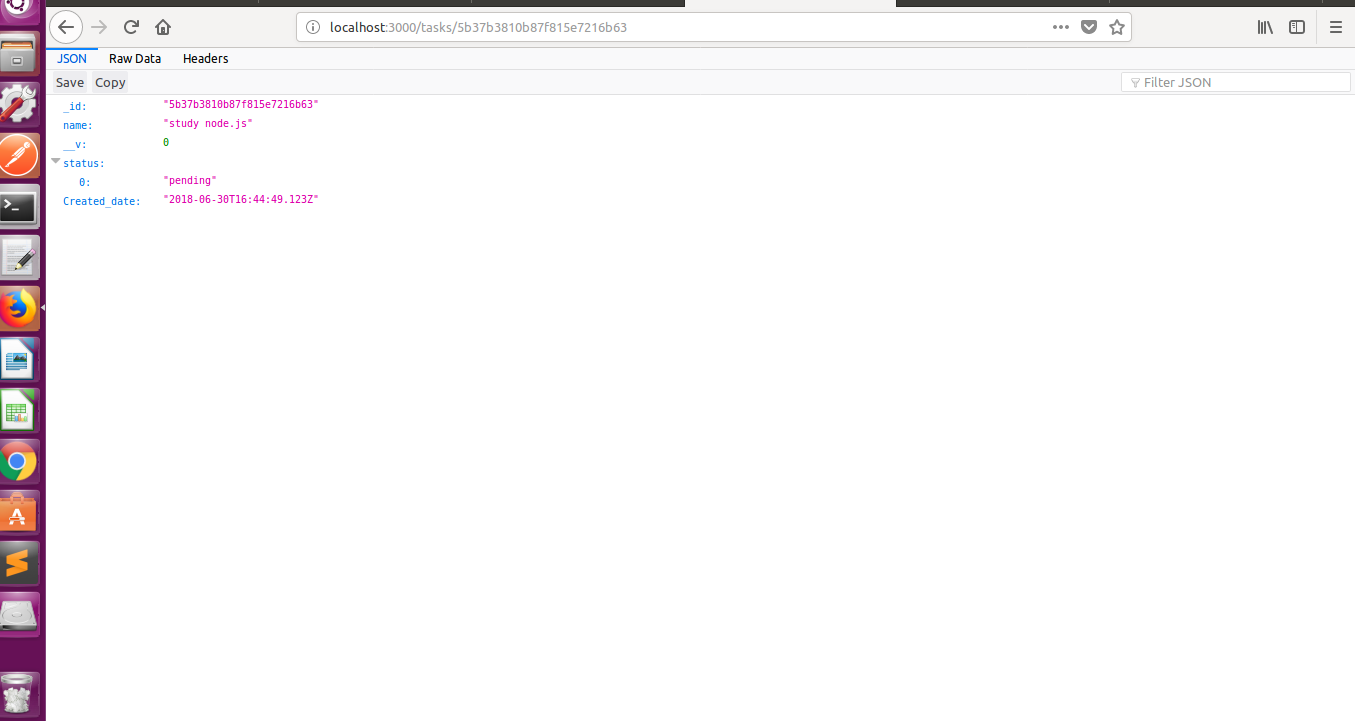 localhost:3000/tasks/5b37b3810b87f815e7216b63
JSON Raw Data Headers
Save Copy Filter JSON
_id: "5b37b3810b87f815e7216b63"
name: "study node.js"
__v: 0
status:
0: "pending"
Created_date: "2018-06-30T16:44:49.123Z"